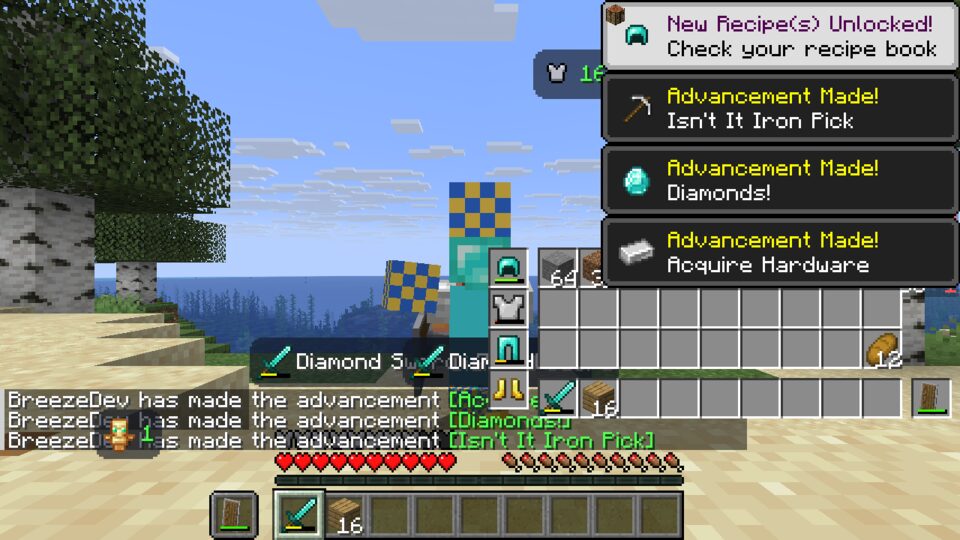 New Recipe(s) Unlocked!
Check your recipe book
16
Advancement Made!
Isn't It Iron Pick
Advancement Made!
Diamonds!
Advancement Made!
Acquire Hardware
64
12
Diamond
16
BreezeDev has made the advancement
BreezeDev has made the advancement [Diamonds!]
has made the advancement [Isn't It Iron Pick]
1
16